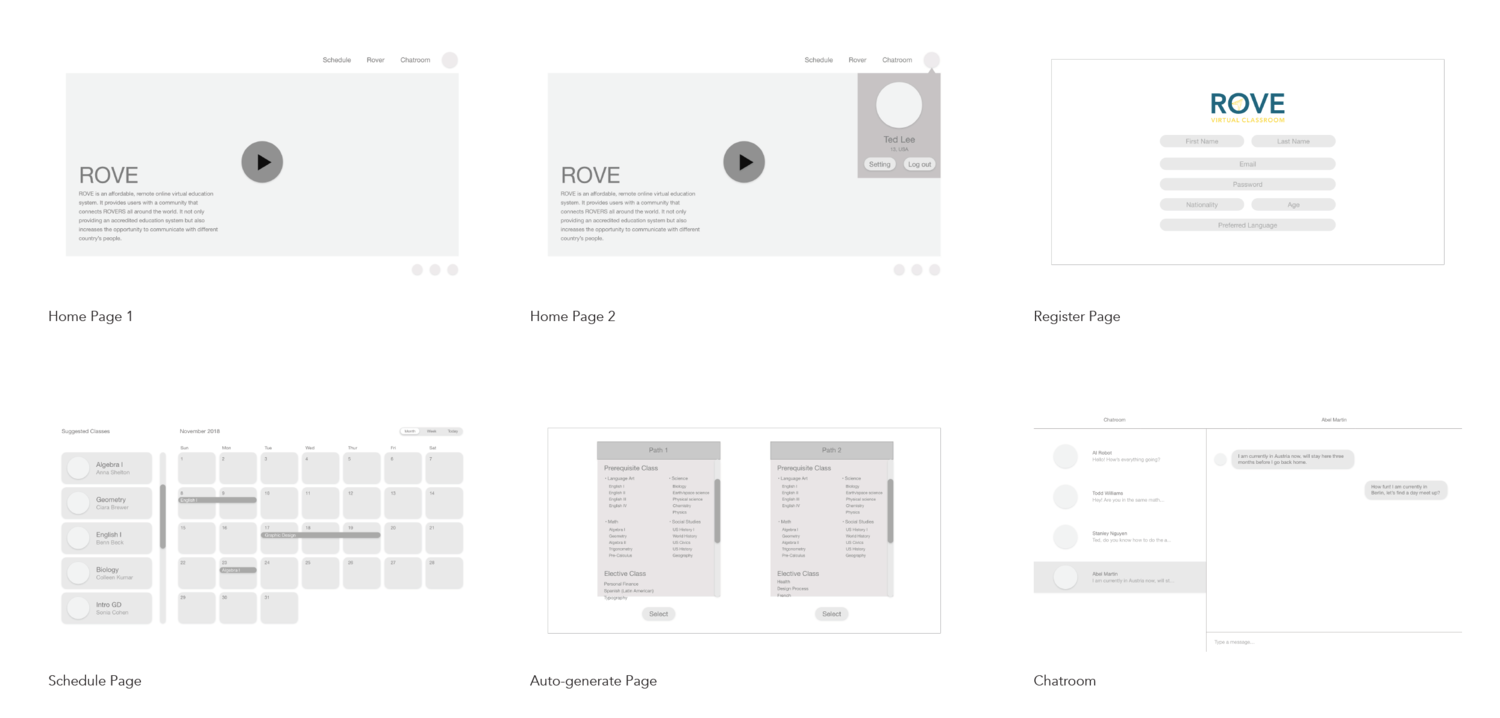 Schedule Rover Chatroom
ROVE
ROVE is an affordable, remote online virtual education
system. It provides users with a community that
connects ROVERS all around the world. It not only
providing an accredited education system but also
increases the opportunity to communicate with different
country's people.
Home Page 1
Schedule Rover Chatroom
Ted Lee
USA
Setting Log out
ROVE
ROVE is an affordable, remote online virtual education
system. It provides users with a community that
connects ROVERS all around the world. It not only
providing an accredited education system but also
increases the opportunity to communicate with different
country's people.
Home Page 2
ROVE
VIRTUAL CLASSROOM
First Name Last Name
Email
Password
Nationality Age
Preferred Language
Register Page
Suggested Classes
Algebra I
Alina Shelton
Geometry
Ciara Brewer
English I
Barin Beck
Biology
Colleen Kumar
Intro GD
Sonia Cohen
November 2018
Month Week Today
Sun Mon Tue Wed Thur Fri Sat
1 2 3 4 5 6 7
8 9 10 11 12 13 14
English I
15 16 17 18 19 20 21
Graphic Design
22 23 24 25 26 27 28
Algebra I
29 30 31
Schedule Page
Path 1
Prerequisite Class
• Language Art
English I
English II
English III
English IV
• Science
Biology
Earth/space science
Physical science
Chemistry
Physics
• Math
Algebra I
Geometry
Algebra II
Trigonometry
Pre-Calculus
• Social Studies
US History I
World History
US Civics
US History II
Geography
Elective Class
Personal Finance
Spanish (Latin American)
Typography
Select
Path 2
Prerequisite Class
• Language Art
English I
English II
English III
English IV
• Science
Biology
Earth/space science
Physical science
Chemistry
Physics
• Math
Algebra I
Geometry
Algebra II
Trigonometry
Pre-Calculus
• Social Studies
US History I
World History
US Civics
US History II
Geography
Elective Class
Health
Design Process
French
Select
Auto-generate Page
Chatroom
Hello! How's everything going?
Todd Williams
Hey! Are you in the same math...
Stanley Nguyen
Ted, do you know how to do the a...
Abel Martin
I am currently in Austria now, will st...
Abel Martin
I am currently in Austria now, will stay here three
months before I go back home.
How fun! I am currently in
Berlin, let's find a day meet up?
Type a message...
Chatroom